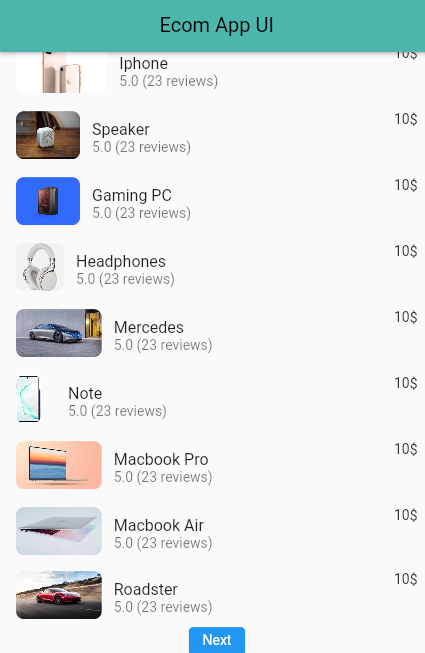 Ecom App UI
Iphone
10$
5.0 (23 reviews)
Speaker
10$
5.0 (23 reviews)
Gaming PC
10$
5.0 (23 reviews)
Headphones
10$
5.0 (23 reviews)
Mercedes
10$
5.0 (23 reviews)
Note
10$
5.0 (23 reviews)
Macbook Pro
10$
5.0 (23 reviews)
Macbook Air
10$
5.0 (23 reviews)
Roadster
10$
5.0 (23 reviews)
Next